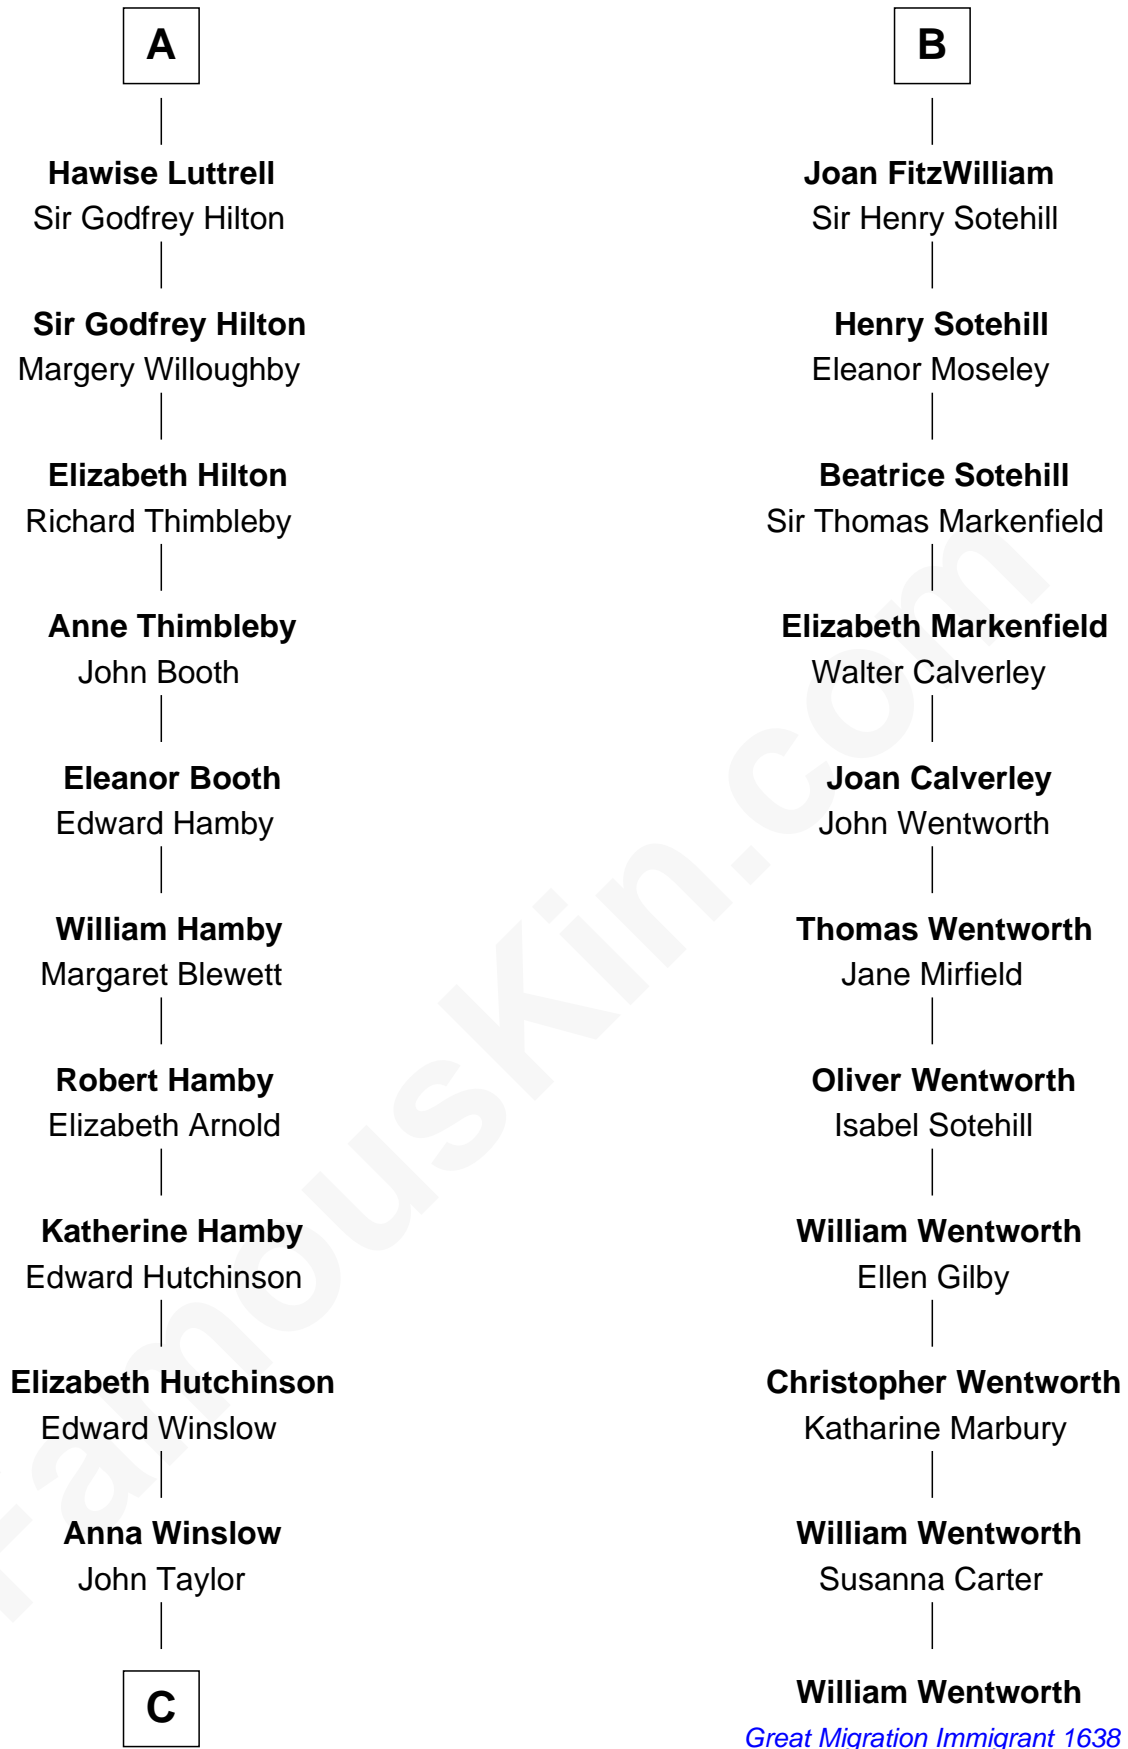 A
Hawise Luttrell
Sir Godfrey Hilton
Sir Godfrey Hilton
Margery Willoughby
Elizabeth Hilton
Richard Thimbleby
Anne Thimbleby
John Booth
Eleanor Booth
Edward Hamby
William Hamby
Margaret Blewett
Robert Hamby
Elizabeth Arnold
Katherine Hamby
Edward Hutchinson
Elizabeth Hutchinson
Edward Winslow
Anna Winslow
John Taylor
C
B
Joan FitzWilliam
Sir Henry Sotehill
Henry Sotehill
Eleanor Moseley
Beatrice Sotehill
Sir Thomas Markenfield
Elizabeth Markenfield
Walter Calverley
Joan Calverley
John Wentworth
Thomas Wentworth
Jane Mirfield
Oliver Wentworth
Isabel Sotehill
William Wentworth
Ellen Gilby
Christopher Wentworth
Katharine Marbury
William Wentworth
Susanna Carter
William Wentworth
Great Migration Immigrant 1638
FamousKin.com